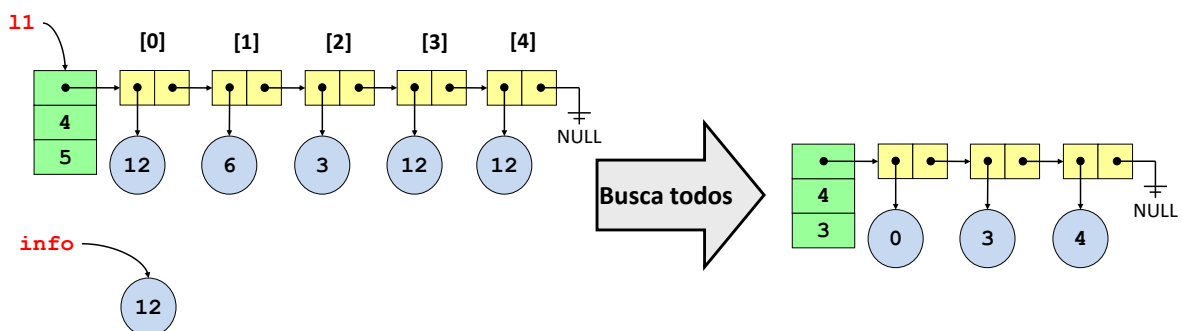 l1
[0] [1] [2] [3] [4]
4
5
NULL
12 6 3 12 12
Busca todos
4
3
NULL
0 3 4
info
12